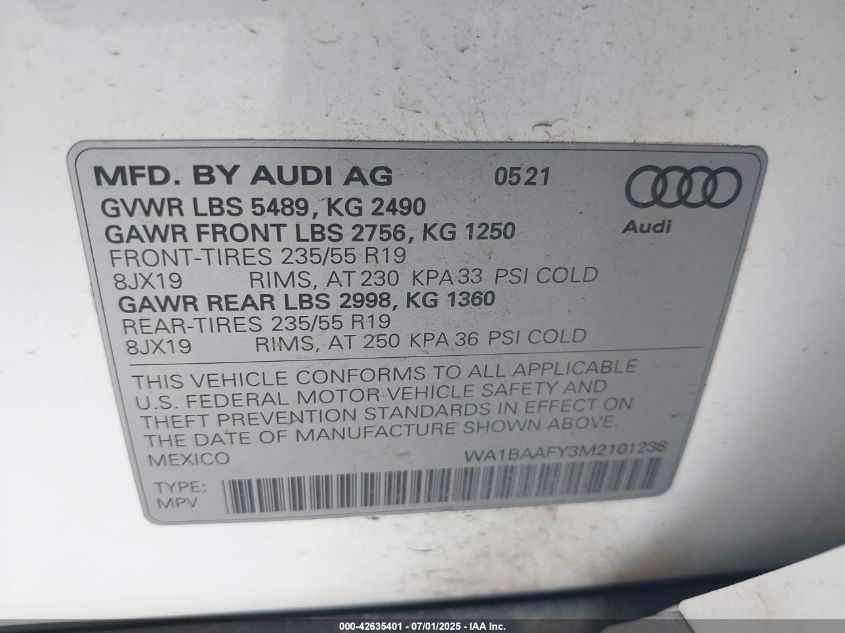 MFD. BY AUDI AG 0521
GVWR LBS 5489, KG 2490
GAWR FRONT LBS 2756, KG 1250
Audi
FRONT-TIRES 235/55 R19
8JX19 RIMS, AT 230 KPA 33 PSI COLD
GAWR REAR LBS 2998, KG 1360
REAR-TIRES 235/55 R19
8JX19 RIMS, AT 250 KPA 36 PSI COLD
THIS VEHICLE CONFORMS TO ALL APPLICABLE
U.S. FEDERAL MOTOR VEHICLE SAFETY AND
THEFT PREVENTION STANDARDS IN EFFECT ON
THE DATE OF MANUFACTURE SHOWN ABOVE.
MEXICO WA1BAAFY3M2101238
TYPE:
MPV
000-42635401 - 07/01/2025 - IAA Inc.